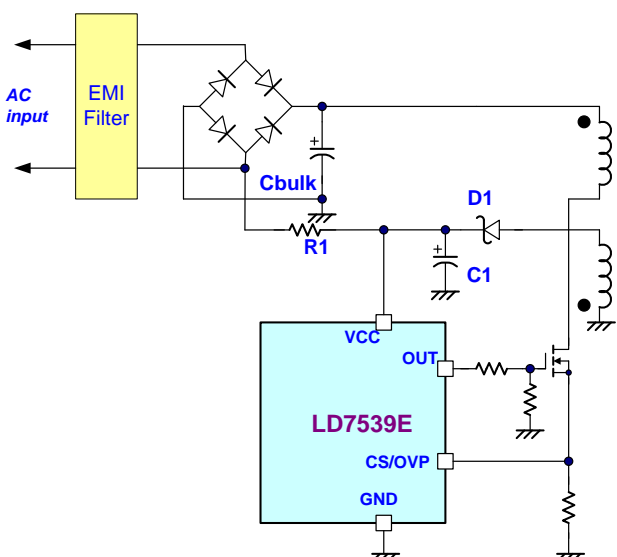 AC
input
EMI
Filter
Cbulk
+
D1
R1
+
C1
VCC
OUT
LD7539E
CS/OVP
GND